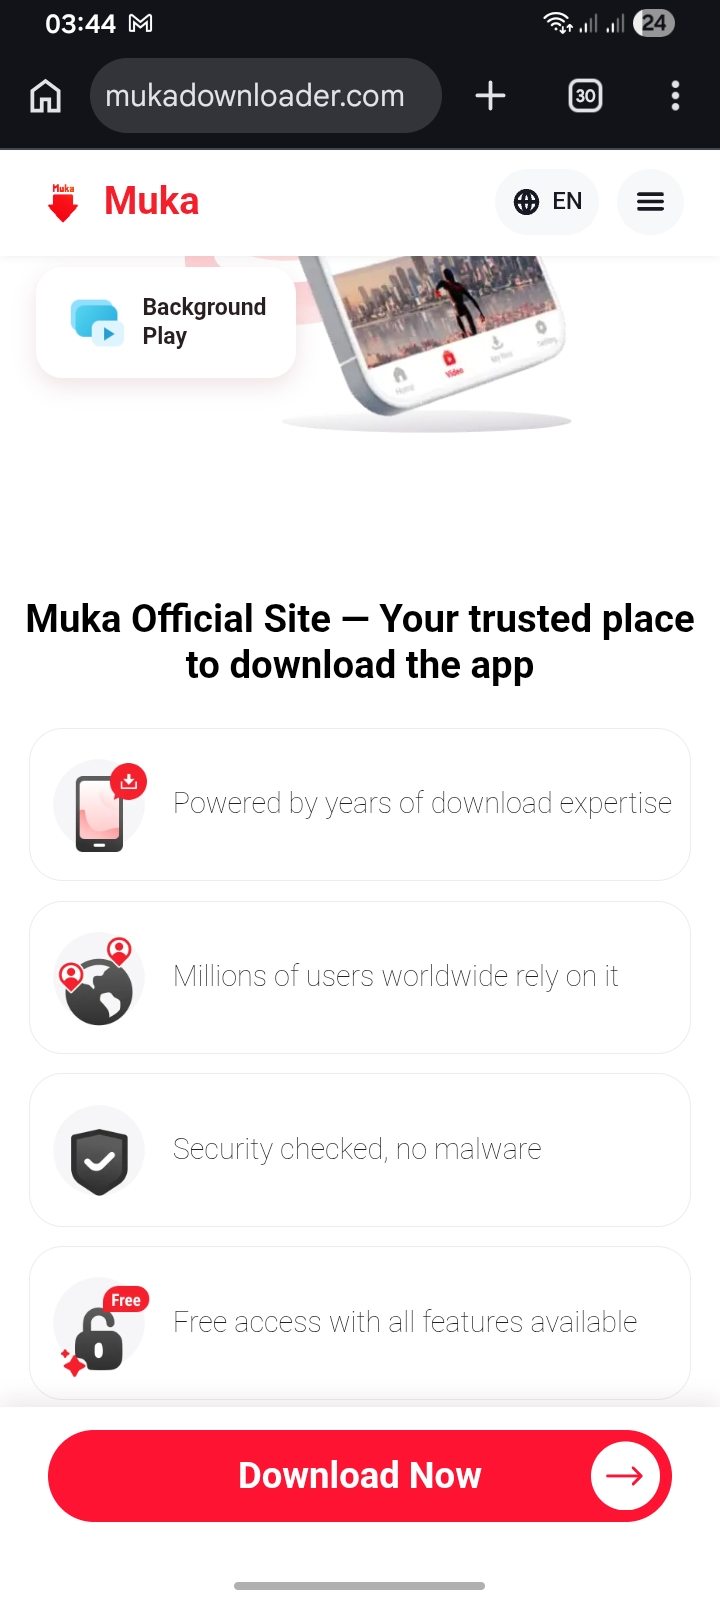 03:44
24
mukadownloader.com
30
Muka
Muka
EN
Background
Play
Home
Video
Muka Official Site — Your trusted place
to download the app
Powered by years of download expertise
Millions of users worldwide rely on it
Security checked, no malware
Free
Free access with all features available
Download Now